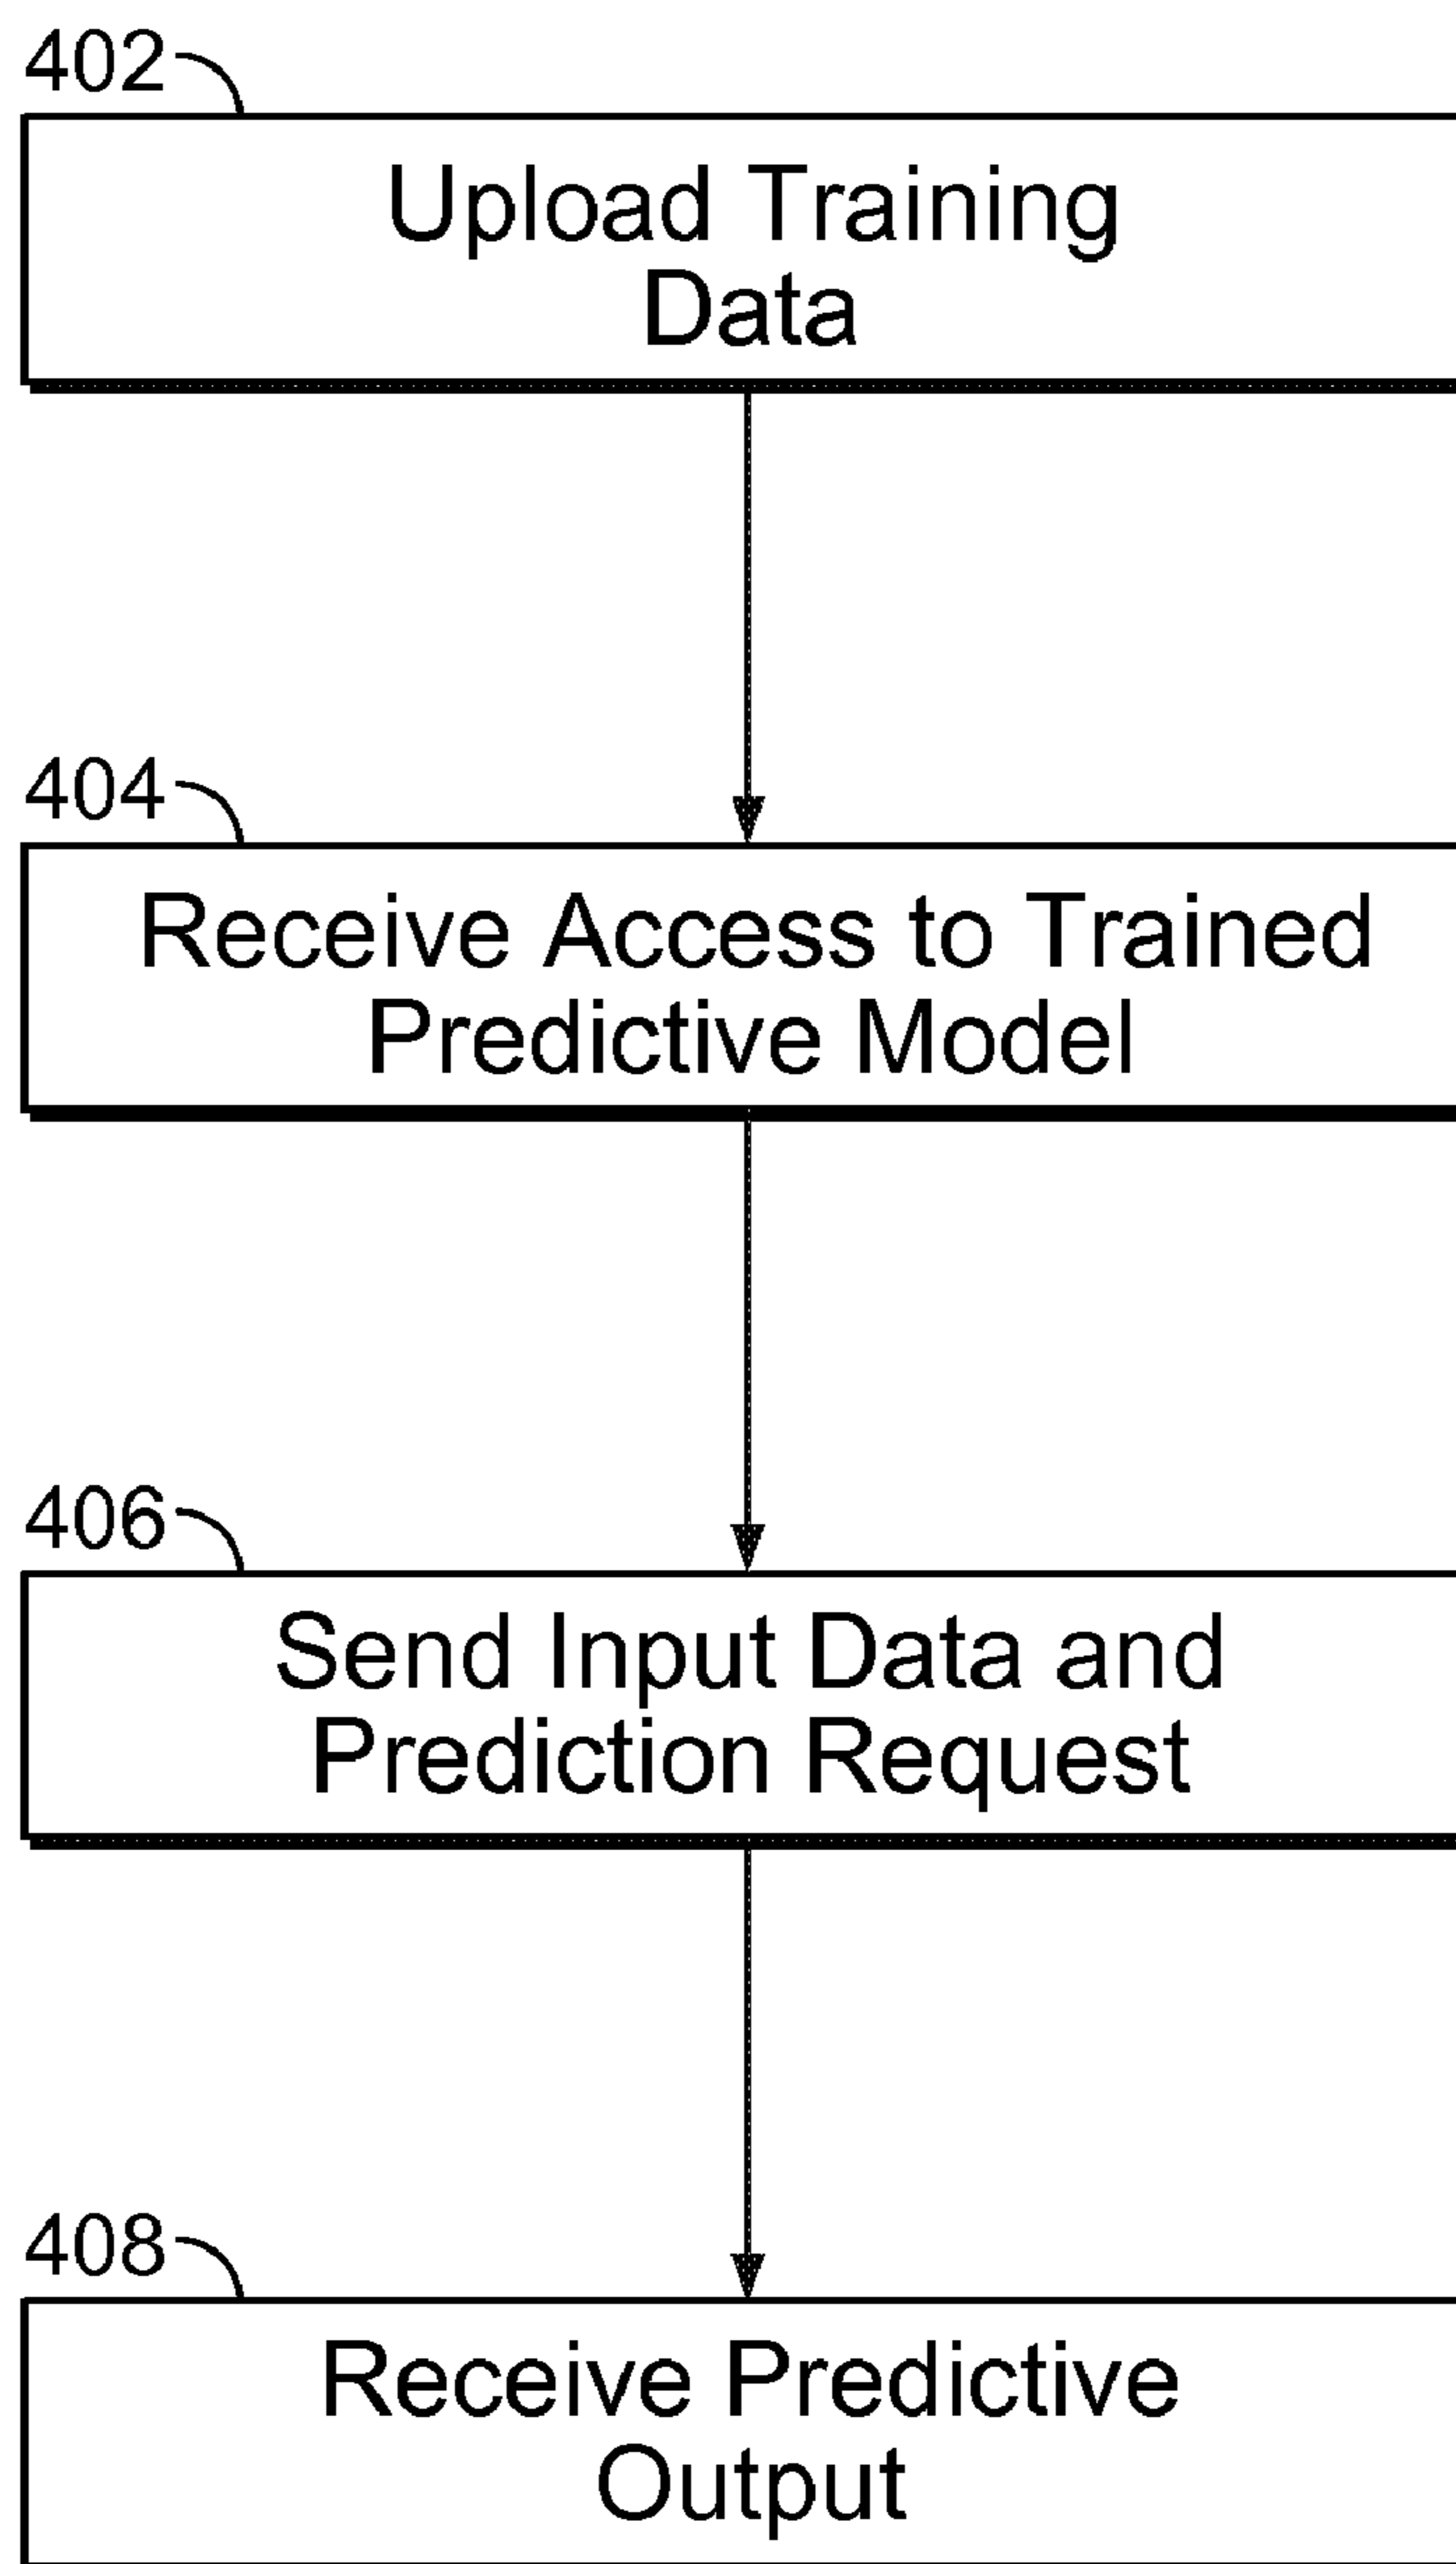 402
Upload Training
Data
404
Receive Access to Trained
Predictive Model
406
Send Input Data and
Prediction Request
408
Receive Predictive
Output